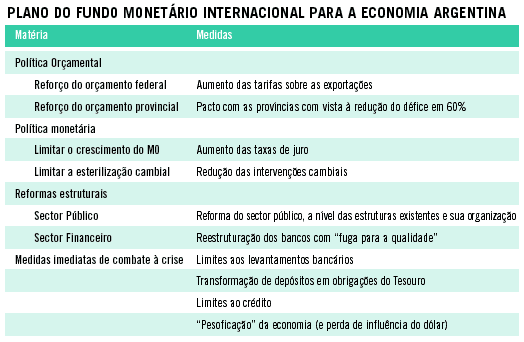 PLANO DO FUNDO MONETÁRIO INTERNACIONAL PARA A ECONOMIA ARGENTINA
Matéria Medidas
Política Orçamental
Reforço do orçamento federal Aumento das tarifas sobre as exportações
Reforço do orçamento provincial Pacto com as províncias com vista à redução do défice em 60%
Política monetária
Limitar o crescimento do M0 Aumento das taxas de juro
Limitar a esterilização cambial Redução das intervenções cambiais
Reformas estruturais
Sector Público Reforma do sector público, a nível das estruturas existentes e sua organização
Sector Financeiro Reestruturação dos bancos com “fuga para a qualidade”
Medidas imediatas de combate à crise Limites aos levantamentos bancários
Transformação de depósitos em obrigações do Tesouro
Limites ao crédito
“Pesoficação” da economia (e perda de influência do dólar)